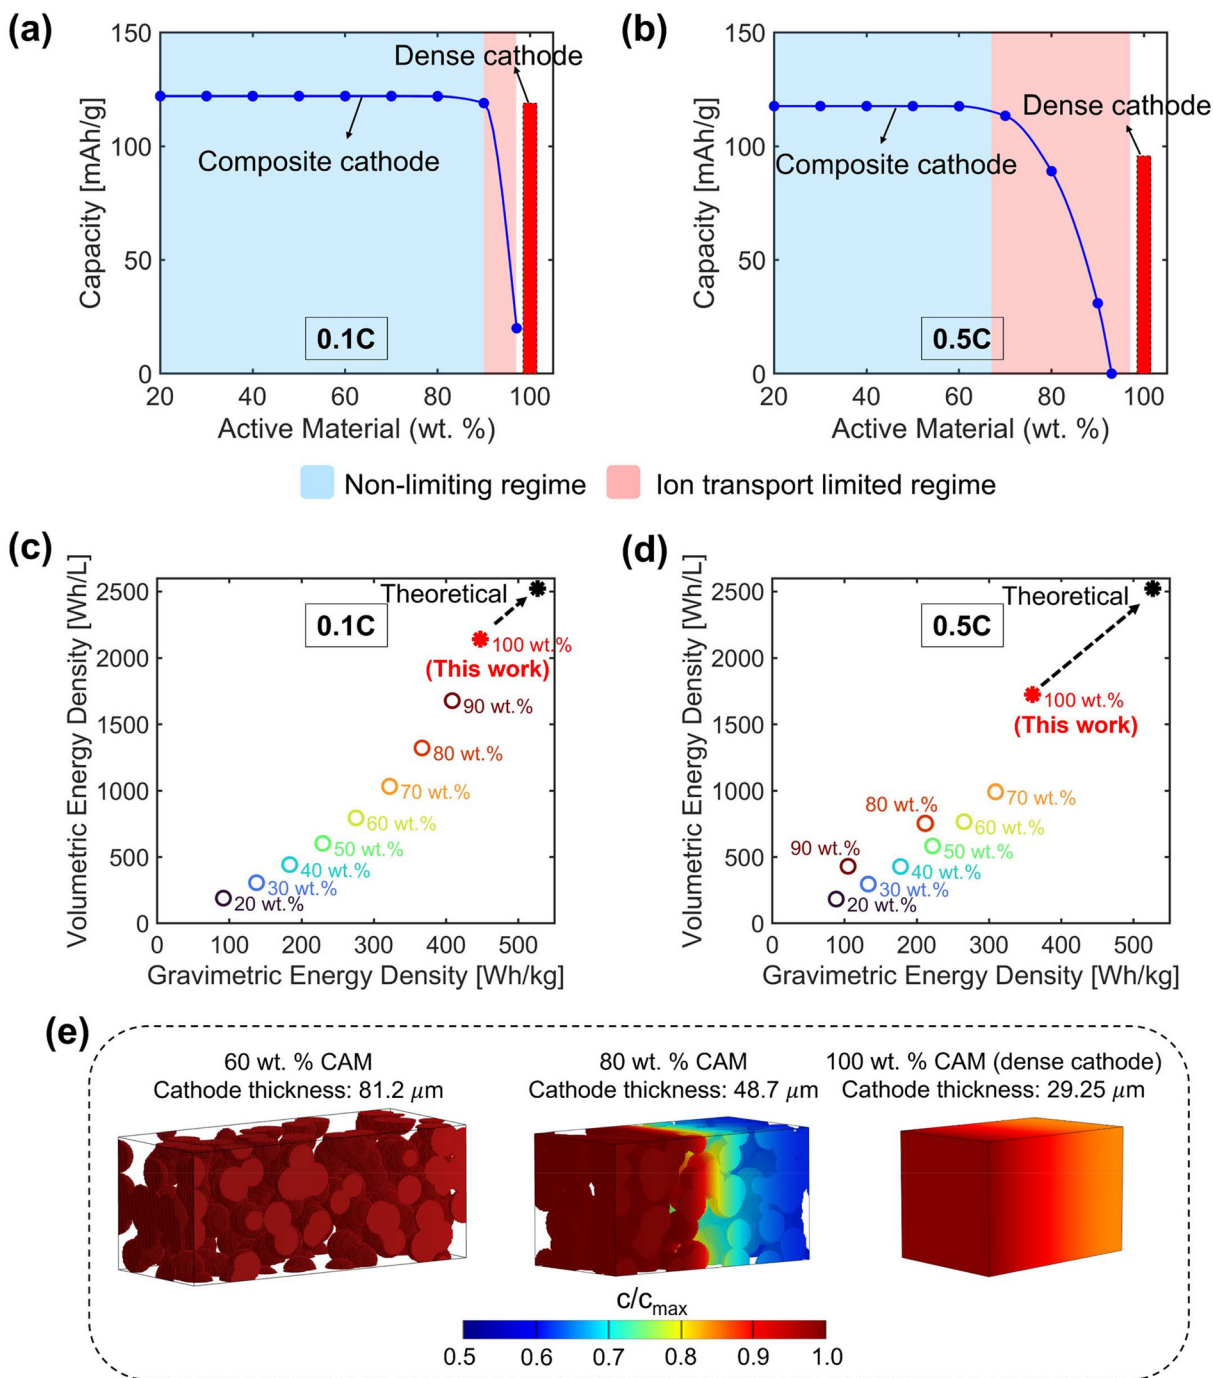 (a)
150
100
50
0
Capacity [mAh/g]
Dense cathode
Composite cathode
0.1C
20 40 60 80 100
Active Material (wt. %)
(b)
150
100
50
0
Capacity [mAh/g]
Dense cathode
Composite cathode
0.5C
20 40 60 80 100
Active Material (wt. %)
Non-limiting regime
Ion transport limited regime
(c)
Volumetric Energy Density [Wh/L]
2500
2000
1500
1000
500
0
Theoretical
0.1C
100 wt.%
(This work)
90 wt.%
80 wt.%
70 wt.%
60 wt.%
50 wt.%
40 wt.%
30 wt.%
20 wt.%
0 100 200 300 400 500
Gravimetric Energy Density [Wh/kg]
(d)
Volumetric Energy Density [Wh/L]
2500
2000
1500
1000
500
0
Theoretical
0.5C
100 wt.%
(This work)
70 wt.%
80 wt.%
60 wt.%
90 wt.%
50 wt.%
40 wt.%
30 wt.%
20 wt.%
0 100 200 300 400 500
Gravimetric Energy Density [Wh/kg]
(e)
60 wt. % CAM
Cathode thickness: 81.2 μm
80 wt. % CAM
Cathode thickness: 48.7 μm
100 wt. % CAM (dense cathode)
Cathode thickness: 29.25 μm
c/cmax
0.5 0.6 0.7 0.8 0.9 1.0